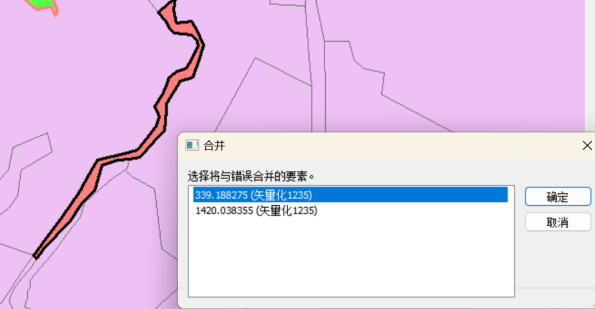 合并
选择将与错误合并的要素。
339.188275 (矢量化1235)
1420.038355 (矢量化1235)
确定
取消